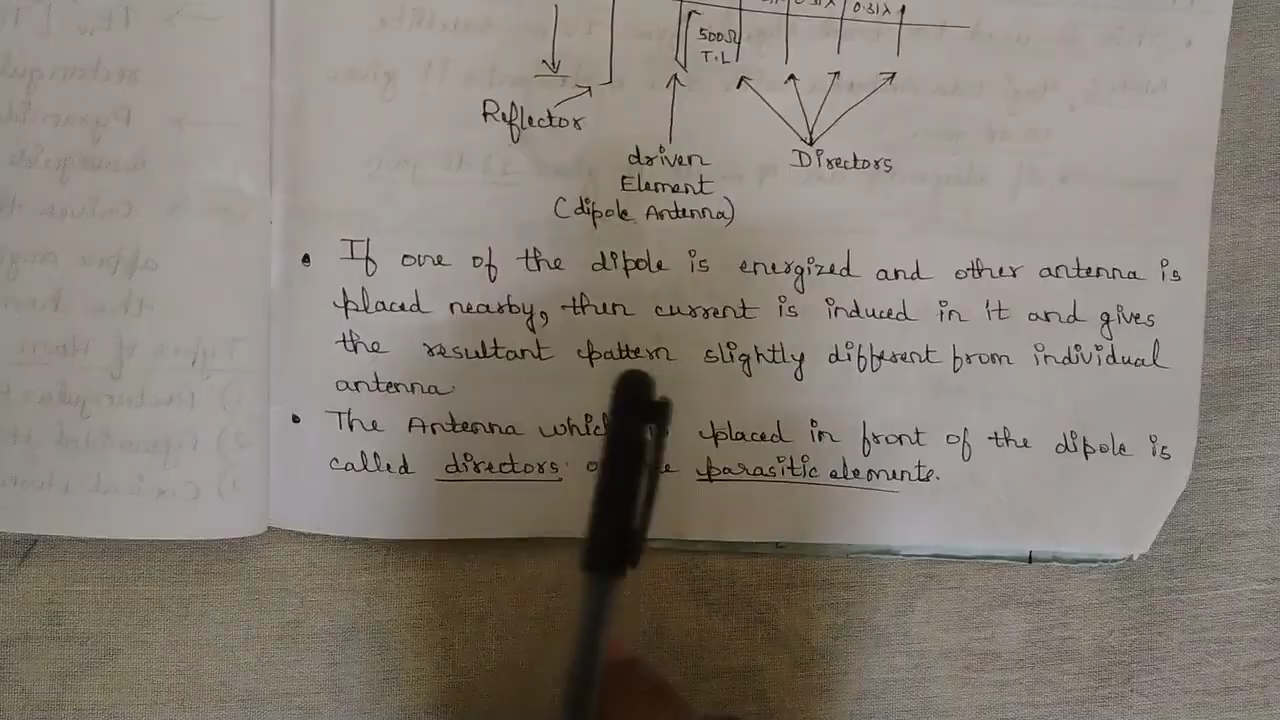 0.31λ
500Ω
T.L
Reflector
driven
Element
(dipole Antenna)
Directors
• If one of the dipole is energized and other antenna is
placed nearby, then current is induced in it and gives
the resultant pattern slightly different from individual
antenna.
• The Antenna placed in front of the dipole is
called directors parasitic elements.